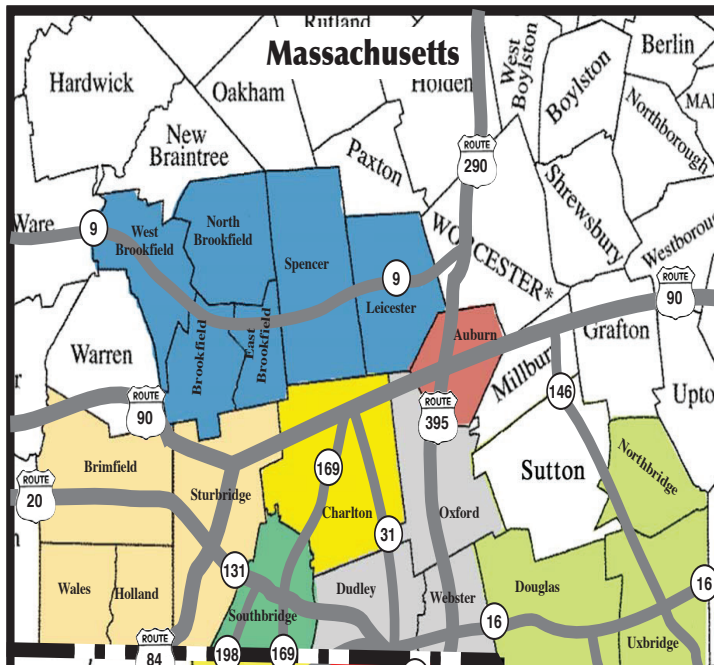 Rutland
Massachusetts
Hardwick
Oakham
Holden
West
Boylston
Boylston
Berlin
Northborough
New
Braintree
Paxton
ROUTE
290
Shrewsbury
Ware
9
West
Brookfield
North
Brookfield
Spencer
9
Leicester
WORCESTER*
Westboroug
ROUTE
90
Warren
Brookfield
East
Brookfield
Auburn
Millbur
Grafton
Upto
ROUTE
90
ROUTE
395
146
ROUTE
20
Brimfield
Sturbridge
169
Charlton
31
Oxford
Sutton
Northbridge
Wales
Holland
131
Southbridge
Dudley
Webster
Douglas
16
16
Uxbridge
ROUTE
84
198
169